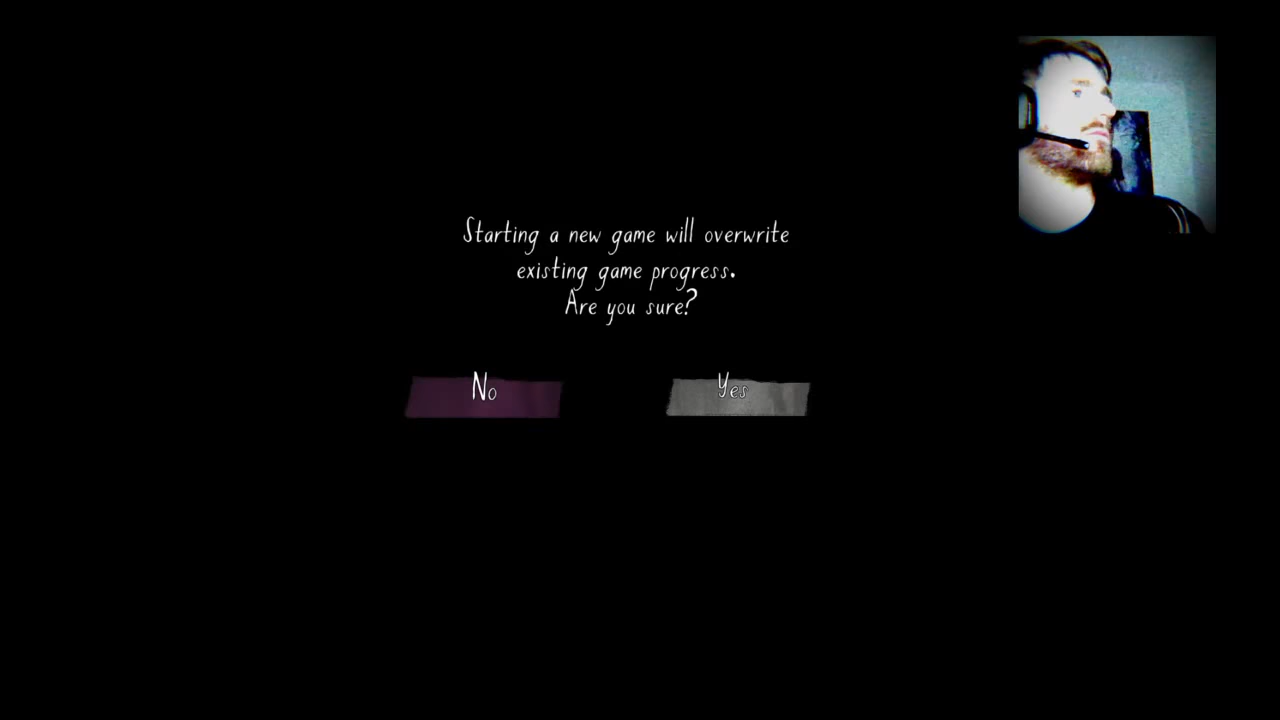 Starting a new game will overwrite
existing game progress.
Are you sure?
No
Yes